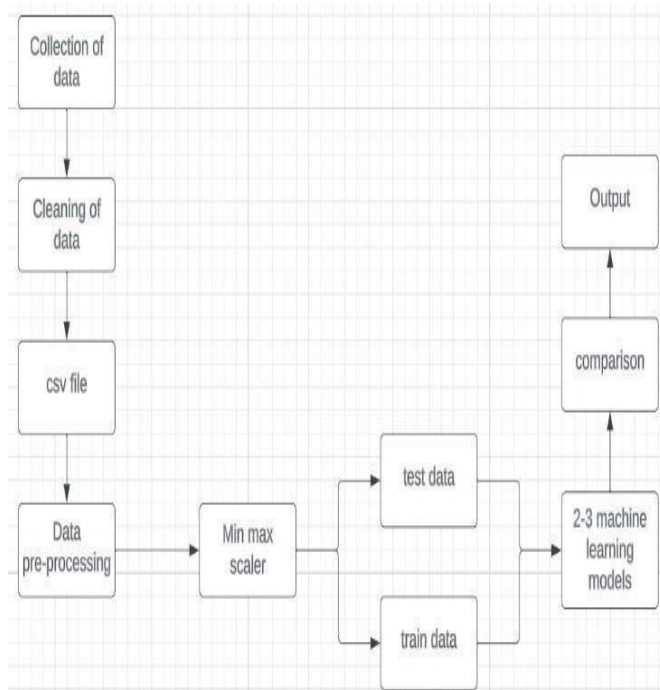 Collection of
data
Cleaning of
data
csv file
Data
pre-processing
Min max
scaler
test data
train data
2-3 machine
learning
models
comparison
Output